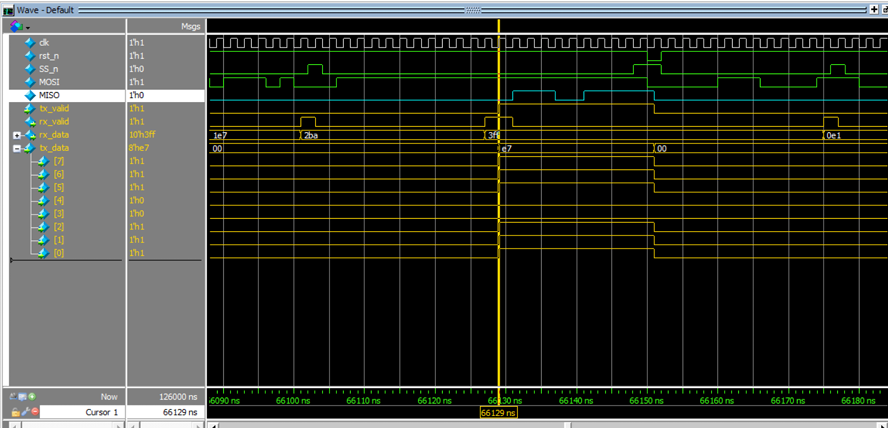 Wave - Default
Msgs
clk 1'h1
rst_n 1'h1
SS_n 1'h0
MOSI 1'h1
MISO 1'h0
tx_valid 1'h1
rx_valid 1'h1
rx_data 10'h3ff 1e7 2ba 3ff 0e1
tx_data 8'he7 00 e7 00
[7] 1'h1
[6] 1'h1
[5] 1'h1
[4] 1'h0
[3] 1'h0
[2] 1'h1
[1] 1'h1
[0] 1'h1
Now 126000 ns 66100 ns 66110 ns 66120 ns 66140 ns 66150 ns 66160 ns 66170 ns 66180 ns
Cursor 1 66129 ns 66129 ns